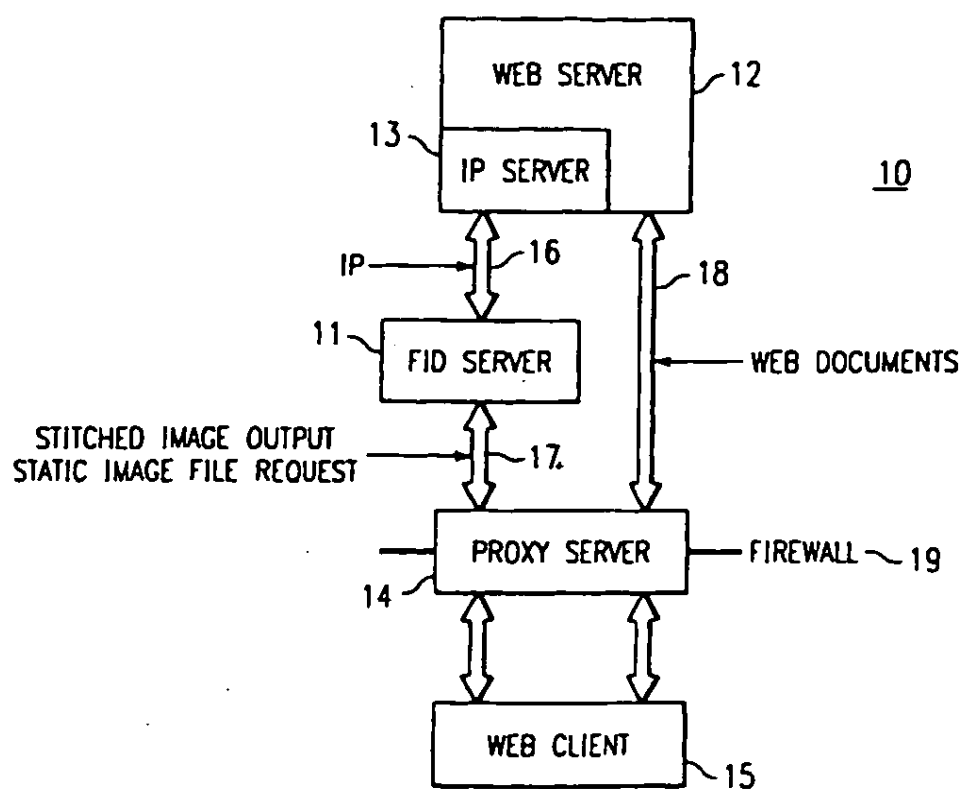 WEB SERVER
12
13
IP SERVER
10
IP
16
18
11
FID SERVER
WEB DOCUMENTS
STITCHED IMAGE OUTPUT
STATIC IMAGE FILE REQUEST
17.
PROXY SERVER
FIREWALL
19
14
WEB CLIENT
15